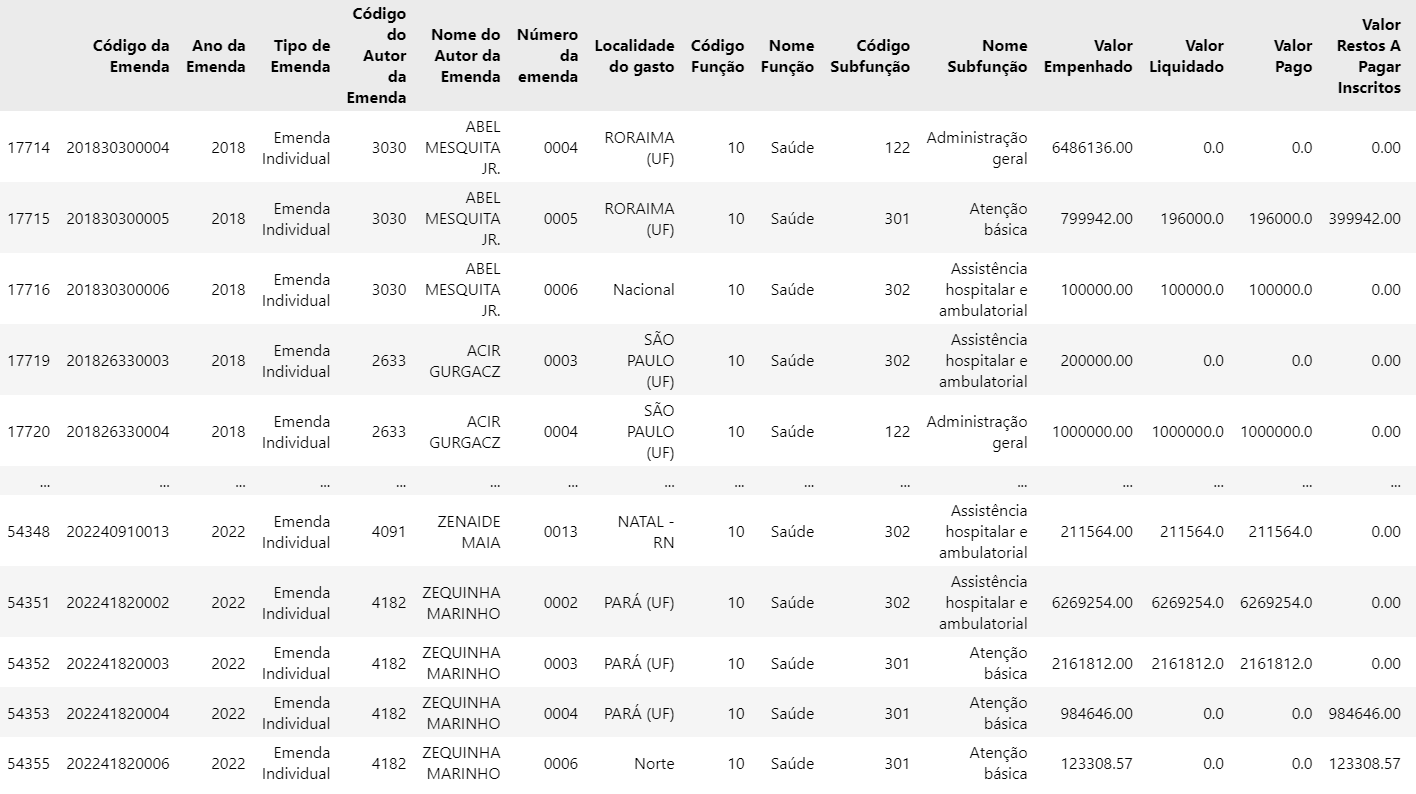 Código da Emenda Ano da Emenda Tipo de Emenda Código do Autor da Emenda Nome do Autor da Emenda Número da emenda Localidade do gasto Código Função Nome Função Código Subfunção Nome Subfunção Valor Empenhado Valor Liquidado Valor Pago Valor Restos A Pagar Inscritos
17714 201830300004 2018 Emenda Individual 3030 ABEL MESQUITA JR. 0004 RORAIMA (UF) 10 Saúde 122 Administração geral 6486136.00 0.0 0.0 0.00
17715 201830300005 2018 Emenda Individual 3030 ABEL MESQUITA JR. 0005 RORAIMA (UF) 10 Saúde 301 Atenção básica 799942.00 196000.0 196000.0 399942.00
17716 201830300006 2018 Emenda Individual 3030 ABEL MESQUITA JR. 0006 Nacional 10 Saúde 302 Assistência hospitalar e ambulatorial 100000.00 100000.0 100000.0 0.00
17719 201826330003 2018 Emenda Individual 2633 ACIR GURGACZ 0003 SÃO PAULO (UF) 10 Saúde 302 Assistência hospitalar e ambulatorial 200000.00 0.0 0.0 0.00
17720 201826330004 2018 Emenda Individual 2633 ACIR GURGACZ 0004 SÃO PAULO (UF) 10 Saúde 122 Administração geral 1000000.00 1000000.0 1000000.0 0.00
... ... ... ... ... ... ... ... ... ... ... ... ... ... ... ...
54348 202240910013 2022 Emenda Individual 4091 ZENAIDE MAIA 0013 NATAL - RN 10 Saúde 302 Assistência hospitalar e ambulatorial 211564.00 211564.0 211564.0 0.00
54351 202241820002 2022 Emenda Individual 4182 ZEQUINHA MARINHO 0002 PARÁ (UF) 10 Saúde 302 Assistência hospitalar e ambulatorial 6269254.00 6269254.0 6269254.0 0.00
54352 202241820003 2022 Emenda Individual 4182 ZEQUINHA MARINHO 0003 PARÁ (UF) 10 Saúde 301 Atenção básica 2161812.00 2161812.0 2161812.0 0.00
54353 202241820004 2022 Emenda Individual 4182 ZEQUINHA MARINHO 0004 PARÁ (UF) 10 Saúde 301 Atenção básica 984646.00 0.0 0.0 984646.00
54355 202241820006 2022 Emenda Individual 4182 ZEQUINHA MARINHO 0006 Norte 10 Saúde 301 Atenção básica 123308.57 0.0 0.0 123308.57